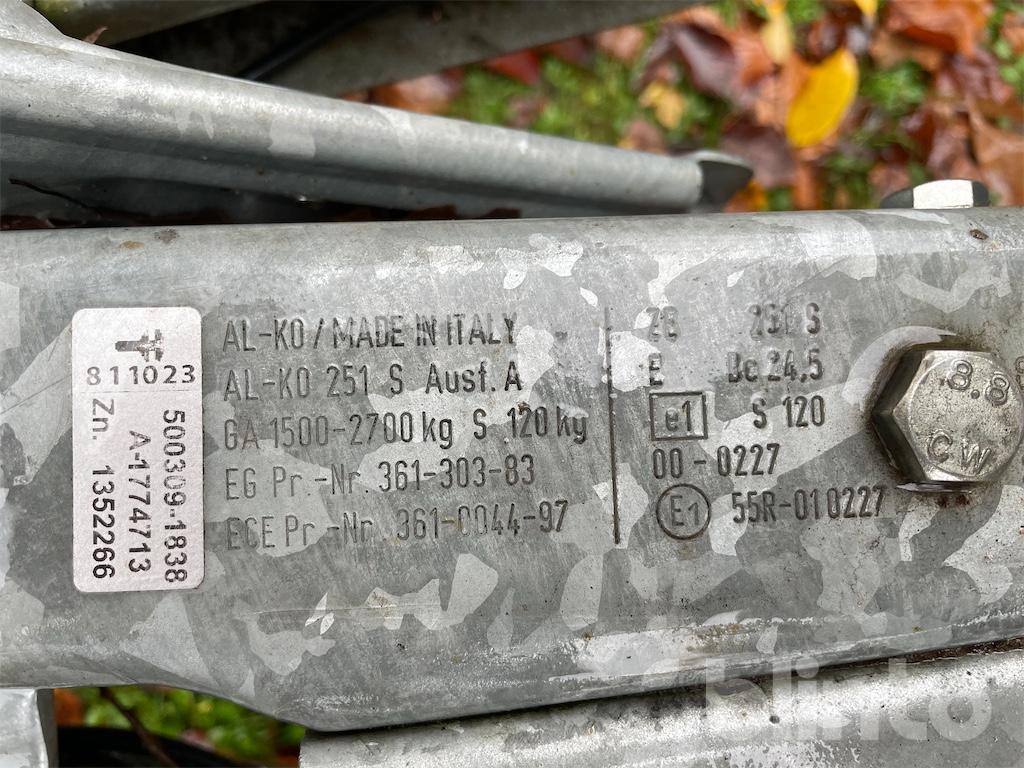 811023
500309-1838
A-1774713
Zn. 1352266
AL-KO / MADE IN ITALY
AL-KO 251 S Ausf. A
GA 1500-2700 kg S 120 kg
EG Pr.-Nr. 361-303-83
ECE Pr.-Nr. 361-0044-97
251 S
E Dc 24,5
e1 S 120
00-0227
E1 55R-010227
8.8
CW
blinto